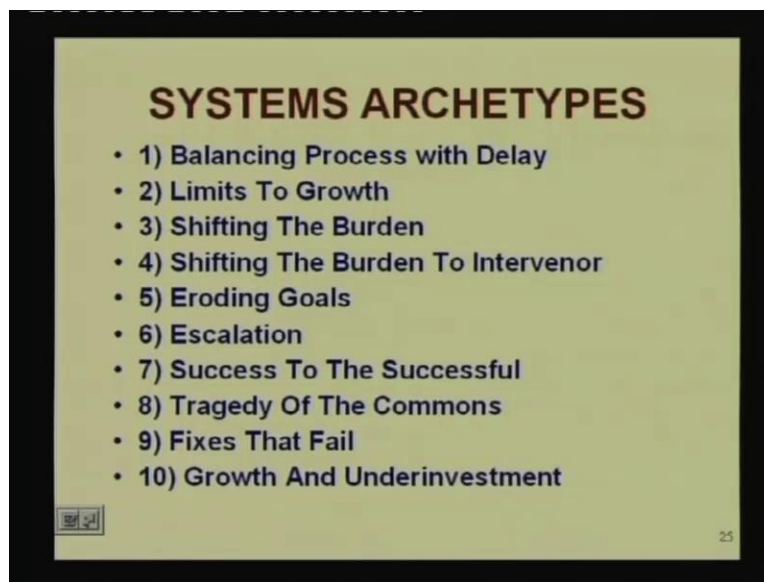 SYSTEMS ARCHETYPES
• 1) Balancing Process with Delay
• 2) Limits To Growth
• 3) Shifting The Burden
• 4) Shifting The Burden To Intervenor
• 5) Eroding Goals
• 6) Escalation
• 7) Success To The Successful
• 8) Tragedy Of The Commons
• 9) Fixes That Fail
• 10) Growth And Underinvestment
25